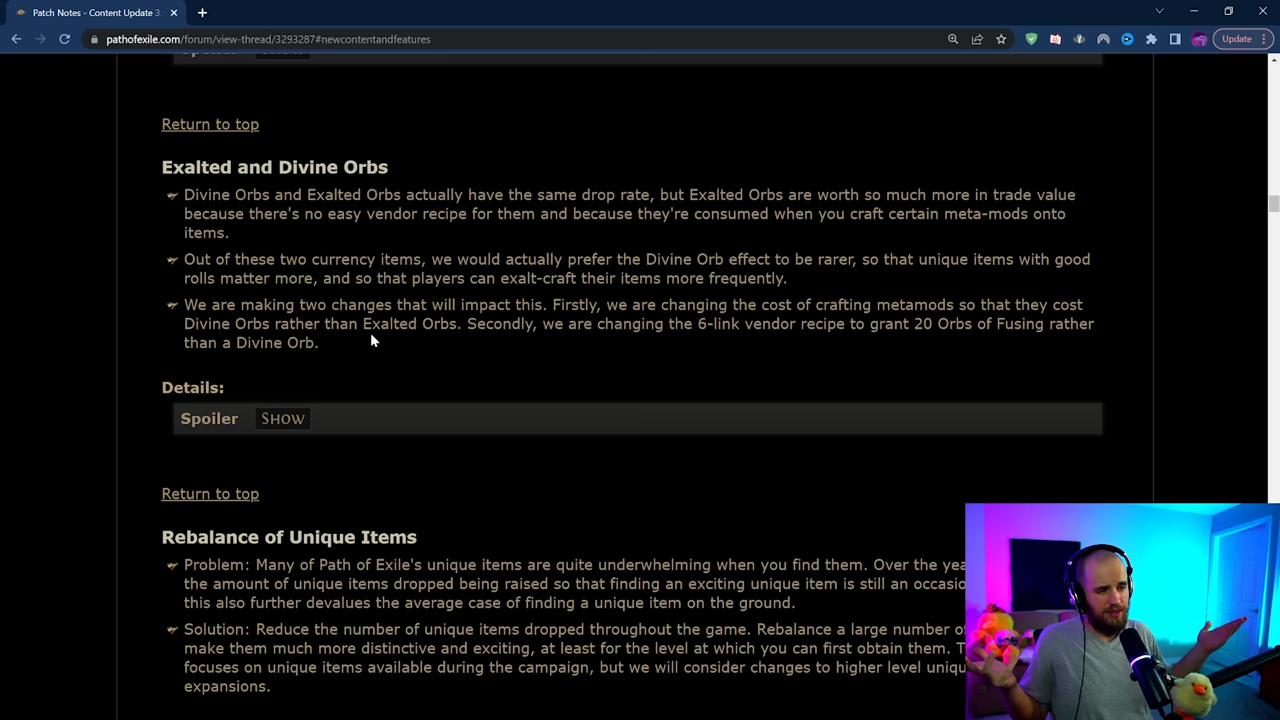 Patch Notes - Content Update 3.
pathofexile.com/forum/view-thread/3293287#newcontentandfeatures
Update
Return to top
Exalted and Divine Orbs
Divine Orbs and Exalted Orbs actually have the same drop rate, but Exalted Orbs are worth so much more in trade value
because there's no easy vendor recipe for them and because they're consumed when you craft certain meta-mods onto
items.
Out of these two currency items, we would actually prefer the Divine Orb effect to be rarer, so that unique items with good
rolls matter more, and so that players can exalt-craft their items more frequently.
We are making two changes that will impact this. Firstly, we are changing the cost of crafting metamods so that they cost
Divine Orbs rather than Exalted Orbs. Secondly, we are changing the 6-link vendor recipe to grant 20 Orbs of Fusing rather
than a Divine Orb.
Details:
Spoiler SHOW
Return to top
Rebalance of Unique Items
Problem: Many of Path of Exile's unique items are quite underwhelming when you find them. Over the yea
the amount of unique items dropped being raised so that finding an exciting unique item is still an occasio
this also further devalues the average case of finding a unique item on the ground.
Solution: Reduce the number of unique items dropped throughout the game. Rebalance a large number of
make them much more distinctive and exciting, at least for the level at which you can first obtain them. T
focuses on unique items available during the campaign, but we will consider changes to higher level uniqu
expansions.